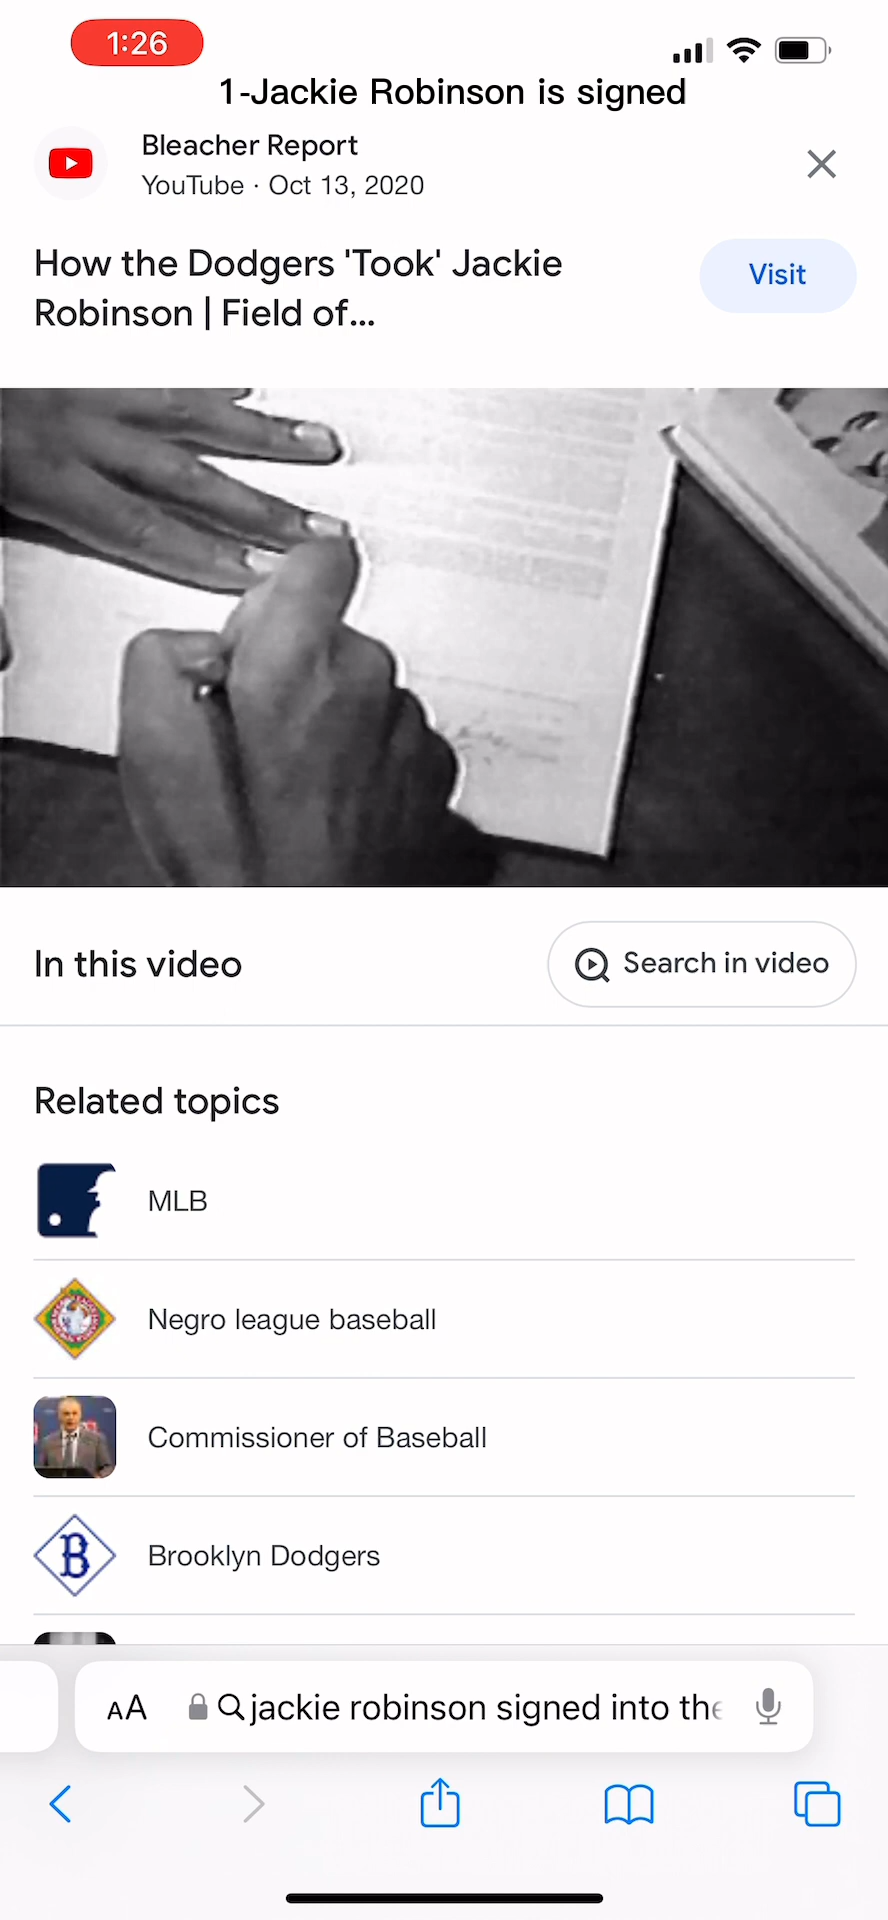 1:26
1-Jackie Robinson is signed
Bleacher Report
YouTube · Oct 13, 2020
How the Dodgers 'Took' Jackie
Robinson | Field of...
Visit
In this video
Search in video
Related topics
MLB
Negro league baseball
Commissioner of Baseball
B
Brooklyn Dodgers
AA
jackie robinson signed into the